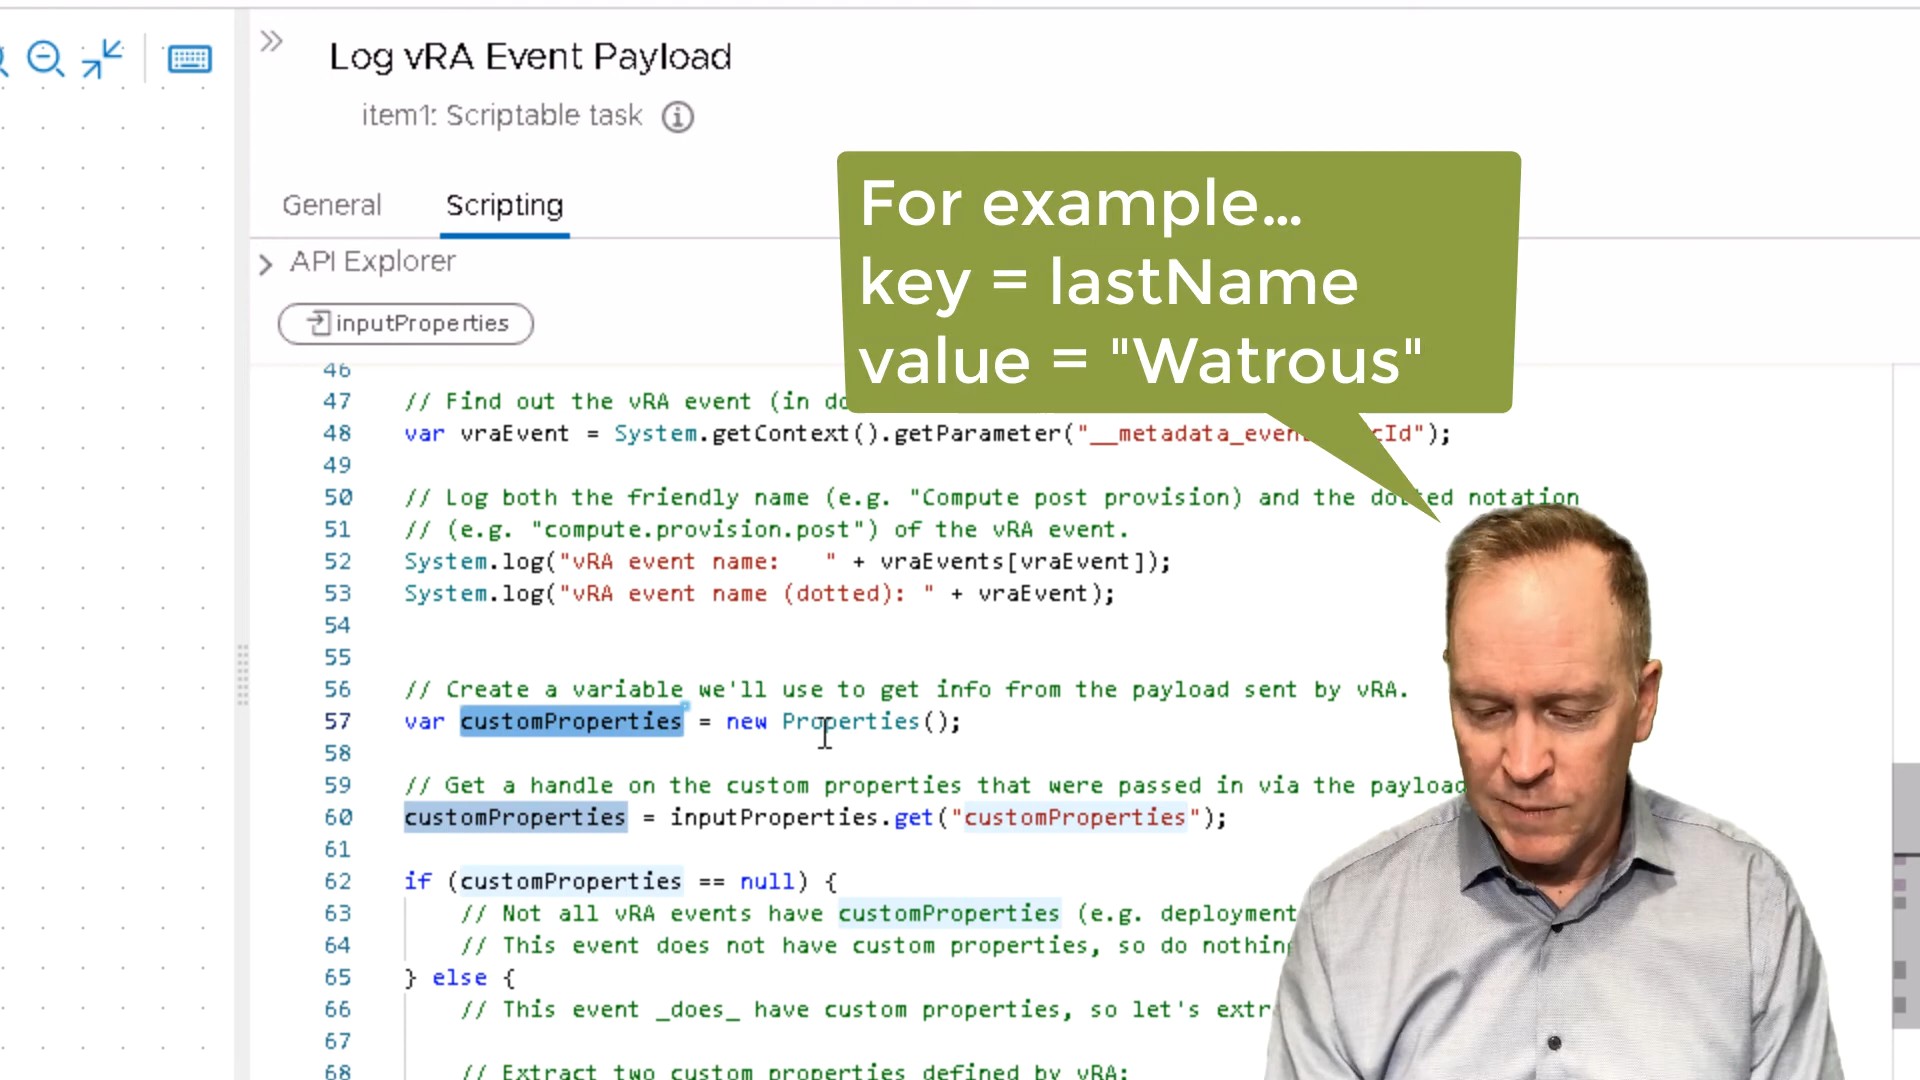 Log vRA Event Payload
item1: Scriptable task
General
Scripting
API Explorer
inputProperties
For example...
key = lastName
value = "Watrous"
46
47 // Find out the vRA event (in
48 var vraEvent = System.getContext().getParameter("__metadata_even cId");
49
50 // Log both the friendly name (e.g. "Compute post provision) and the dotted notation
51 // (e.g. "compute.provision.post") of the vRA event.
52 System.log("vRA event name:   " + vraEvents[vraEvent]);
53 System.log("vRA event name (dotted): " + vraEvent);
54
55
56 // Create a variable we'll use to get info from the payload sent by vRA.
57 var customProperties = new Properties();
58
59 // Get a handle on the custom properties that were passed in via the payload
60 customProperties = inputProperties.get("customProperties");
61
62 if (customProperties == null) {
63 // Not all vRA events have customProperties (e.g. deployment
64 // This event does not have custom properties, so do nothing
65 } else {
66 // This event _does_ have custom properties, so let's extr
67
68 // Extract two custom properties defined by vRA: